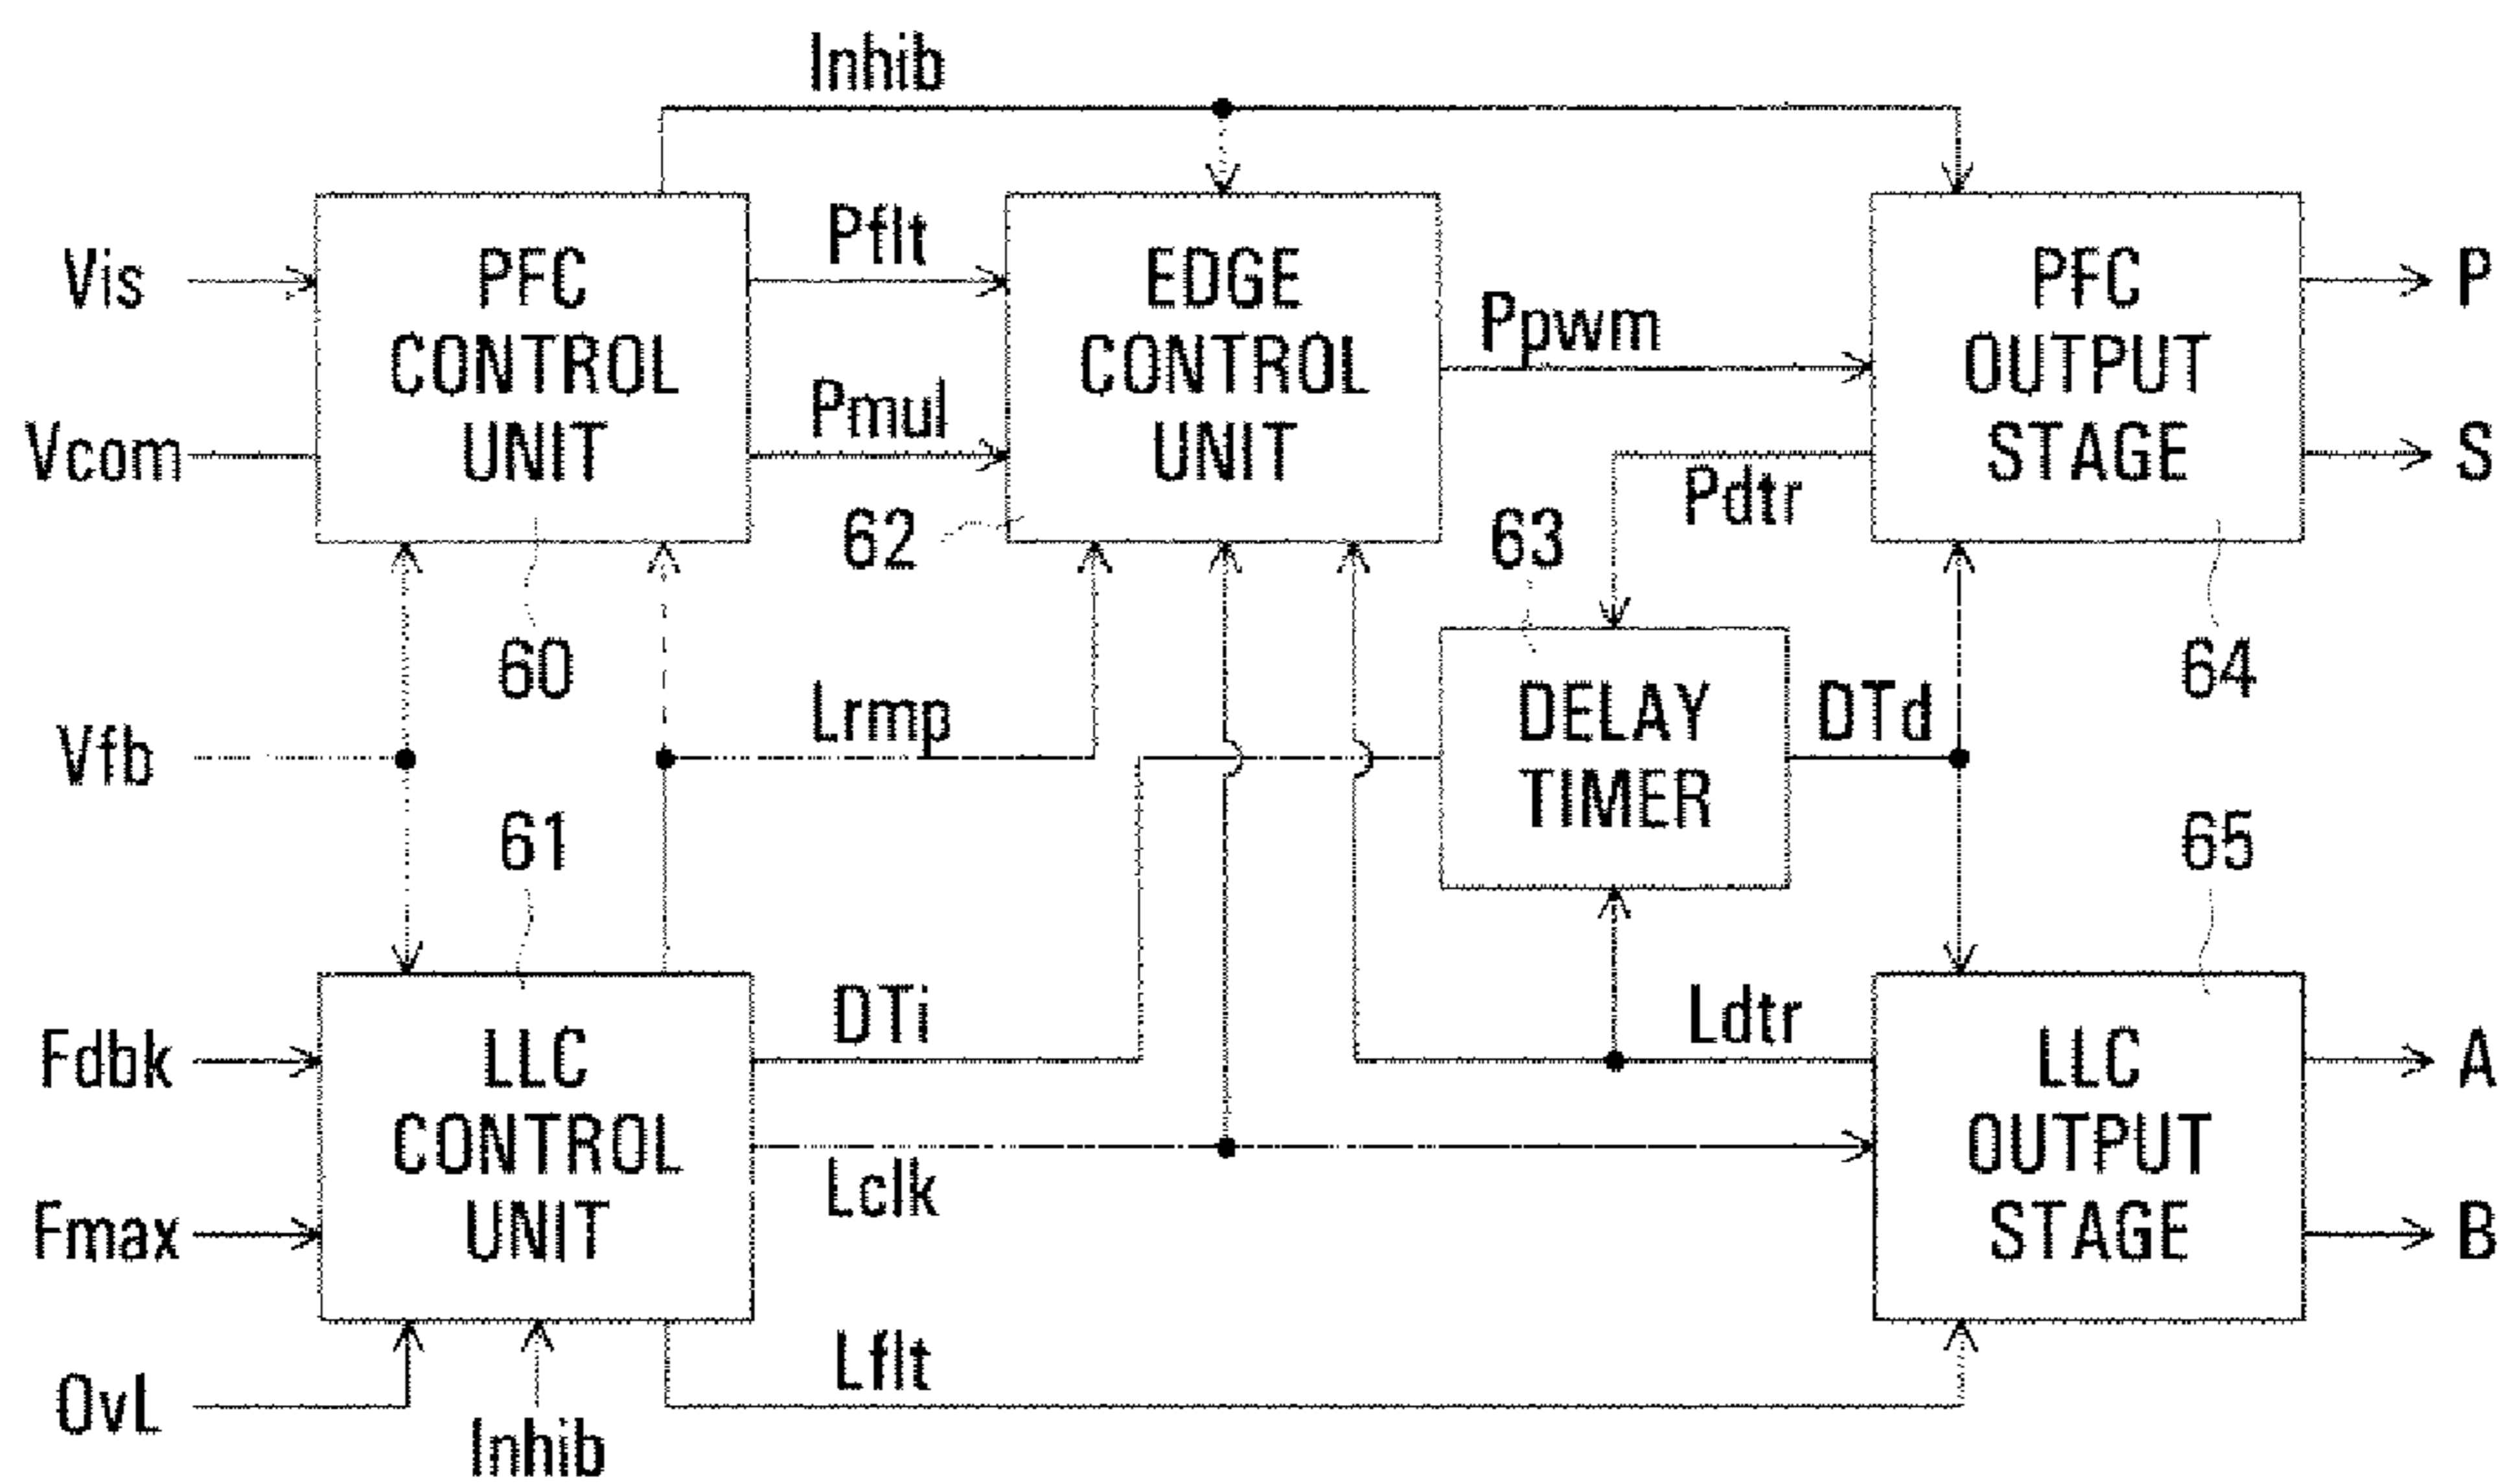 Inhib
Vis
Vcom
PFC
CONTROL
UNIT
Pflt
Pmul
EDGE
CONTROL
UNIT
Ppwm
PFC
OUTPUT
STAGE
P
S
Pdtr
62
63
60
64
Vfb
Lrmp
DELAY
TIMER
DTd
61
65
Fdbk
Fmax
LLC
CONTROL
UNIT
DTi
Lclk
Ldtr
LLC
OUTPUT
STAGE
A
B
OvL
Inhib
Lflt